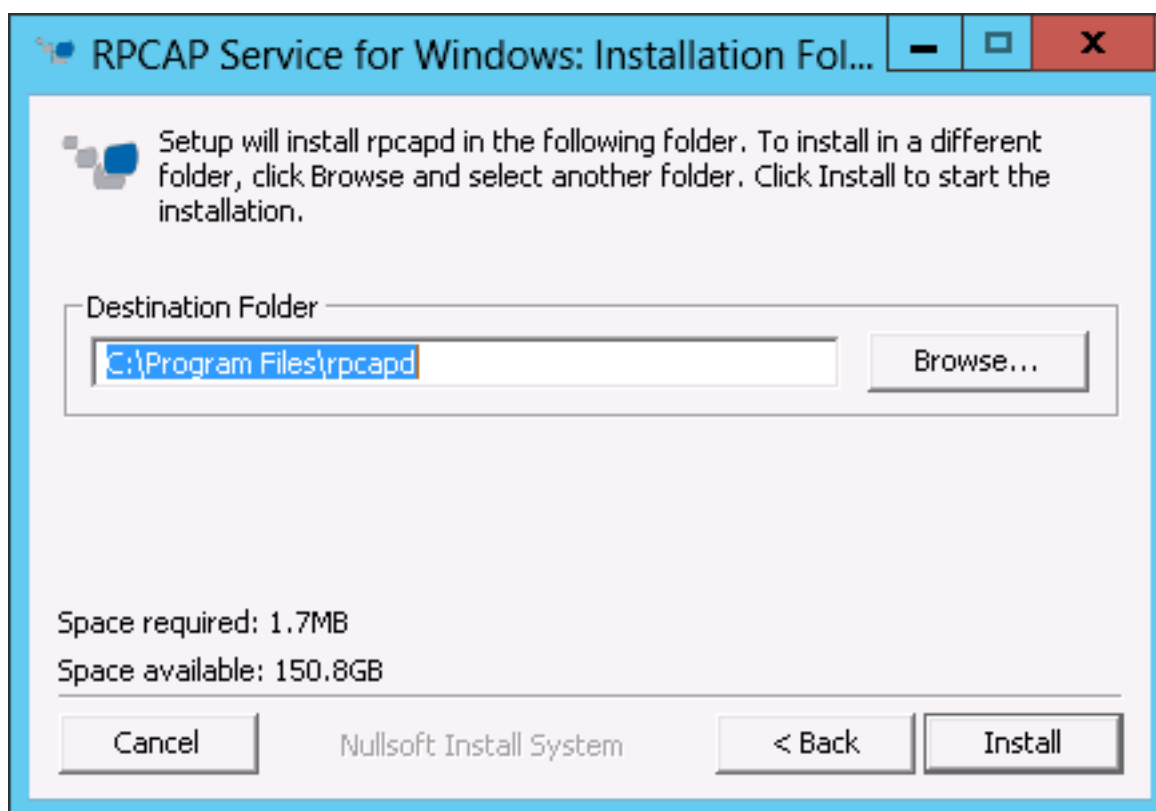 RPCAP Service for Windows: Installation Fol...
Setup will install rpcapd in the following folder. To install in a different
folder, click Browse and select another folder. Click Install to start the
installation.
Destination Folder
C:\Program Files\rpcapd
Browse...
Space required: 1.7MB
Space available: 150.8GB
Cancel
Nullsoft Install System
< Back
Install